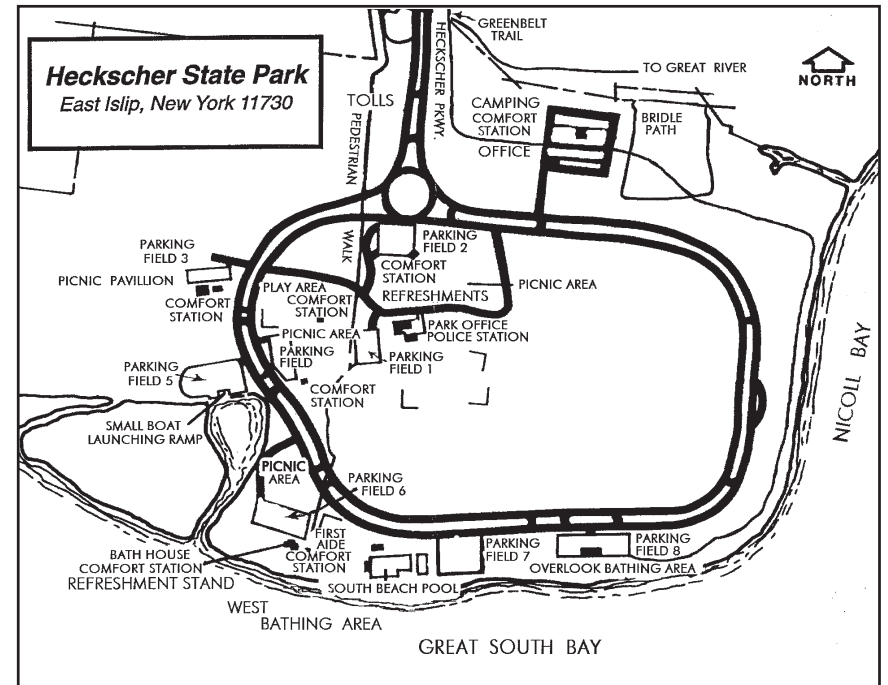 Heckscher State Park
East Islip, New York 11730
GREENBELT
TRAIL
HECKSCHER PKWY.
TO GREAT RIVER
NORTH
TOLLS
PEDESTRIAN
WALK
CAMPING
COMFORT
STATION
OFFICE
BRIDLE
PATH
PARKING
FIELD 3
PICNIC PAVILLION
COMFORT
STATION
PARKING
FIELD 2
COMFORT
STATION
REFRESHMENTS
PICNIC AREA
PLAY AREA
COMFORT
STATION
PICNIC AREA
PARKING
FIELD
PARK OFFICE
POLICE STATION
PARKING
FIELD 1
COMFORT
STATION
PARKING
FIELD 5
SMALL BOAT
LAUNCHING RAMP
NICOLL BAY
PICNIC
AREA
PARKING
FIELD 6
FIRST
AIDE
COMFORT
STATION
BATH HOUSE
COMFORT STATION
REFRESHMENT STAND
SOUTH BEACH POOL
PARKING
FIELD 7
PARKING
FIELD 8
OVERLOOK BATHING AREA
WEST
BATHING AREA
GREAT SOUTH BAY